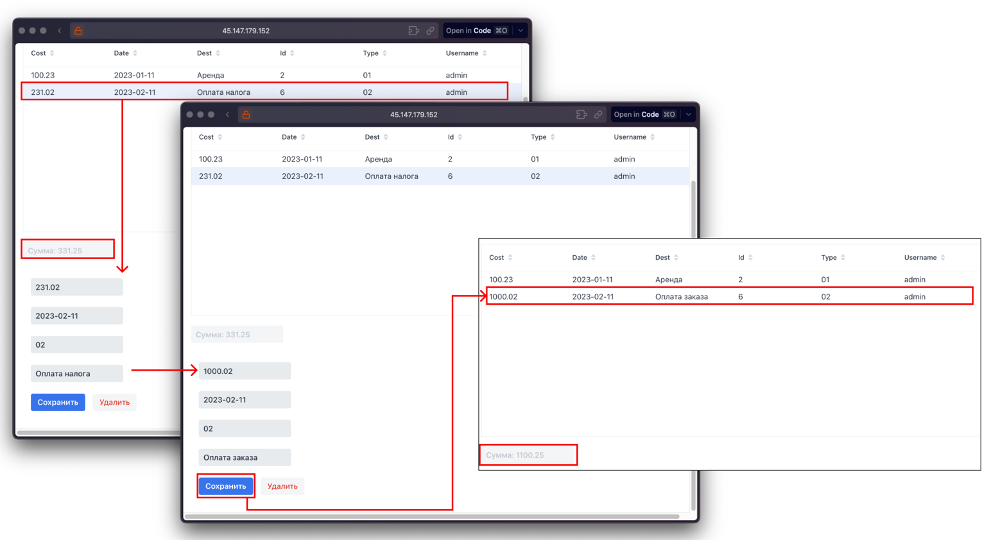 45.147.179.152 Open in Code ⌘O
Cost Date Dest Id Type Username
100.23 2023-01-11 Аренда 2 01 admin
231.02 2023-02-11 Оплата налога 6 02 admin
Сумма: 331.25
231.02
2023-02-11
02
Оплата налога
Сохранить Удалить
45.147.179.152 Open in Code ⌘O
Cost Date Dest Id Type Username
100.23 2023-01-11 Аренда 2 01 admin
231.02 2023-02-11 Оплата налога 6 02 admin
Сумма: 331.25
1000.02
2023-02-11
02
Оплата заказа
Сохранить Удалить
Cost Date Dest Id Type Username
100.23 2023-01-11 Аренда 2 01 admin
1000.02 2023-02-11 Оплата заказа 6 02 admin
Сумма: 1100.25